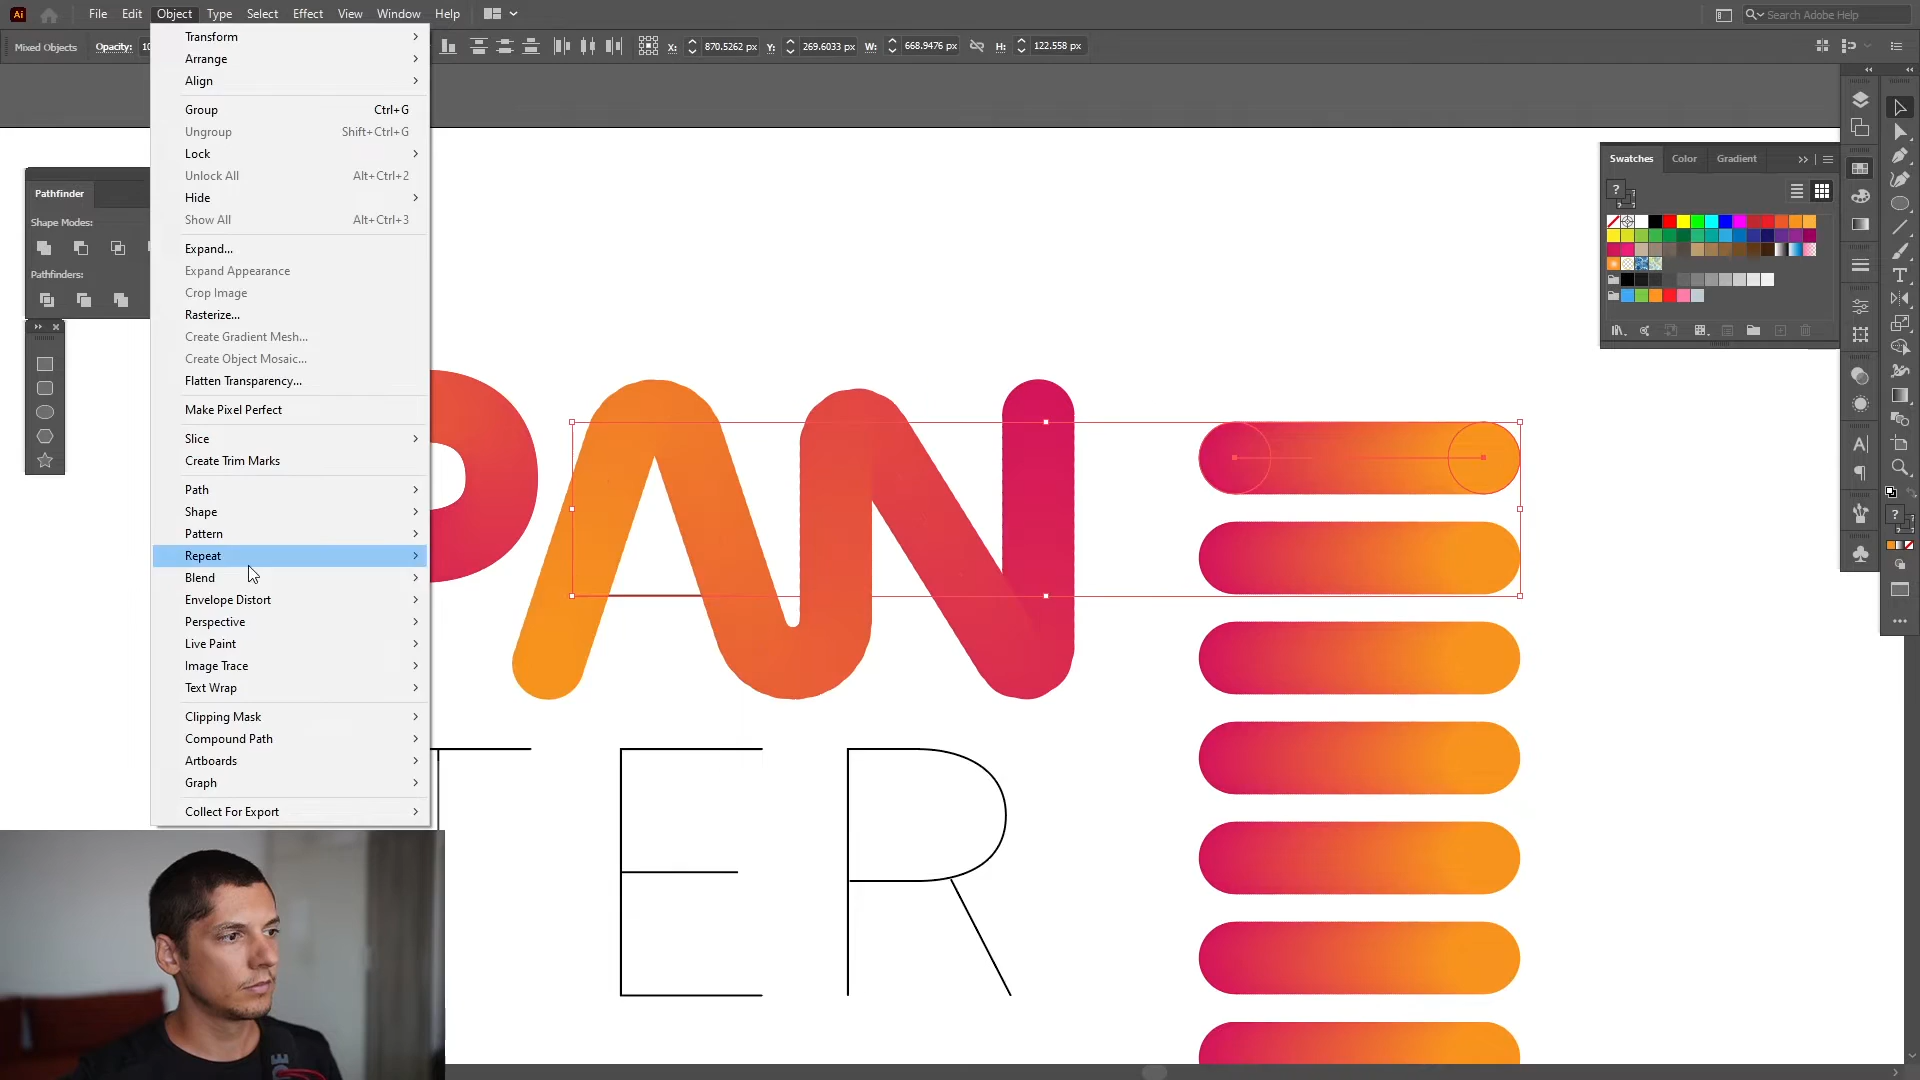 Ai File Edit Object Type Select Effect View Window Help Search Adobe Help
Mixed Objects Opacity: 10 X: 870.5262 px Y: 269.6033 px W: 668.9476 px H: 122.558 px
Transform
Arrange
Align
Group Ctrl+G
Ungroup Shift+Ctrl+G
Lock
Unlock All Alt+Ctrl+2
Hide
Show All Alt+Ctrl+3
Expand...
Expand Appearance
Crop Image
Rasterize...
Create Gradient Mesh...
Create Object Mosaic...
Flatten Transparency...
Make Pixel Perfect
Slice
Create Trim Marks
Path
Shape
Pattern
Repeat
Blend
Envelope Distort
Perspective
Live Paint
Image Trace
Text Wrap
Clipping Mask
Compound Path
Artboards
Graph
Collect For Export
Pathfinder
Shape Modes:
Pathfinders:
Swatches Color Gradient
PAN
TER